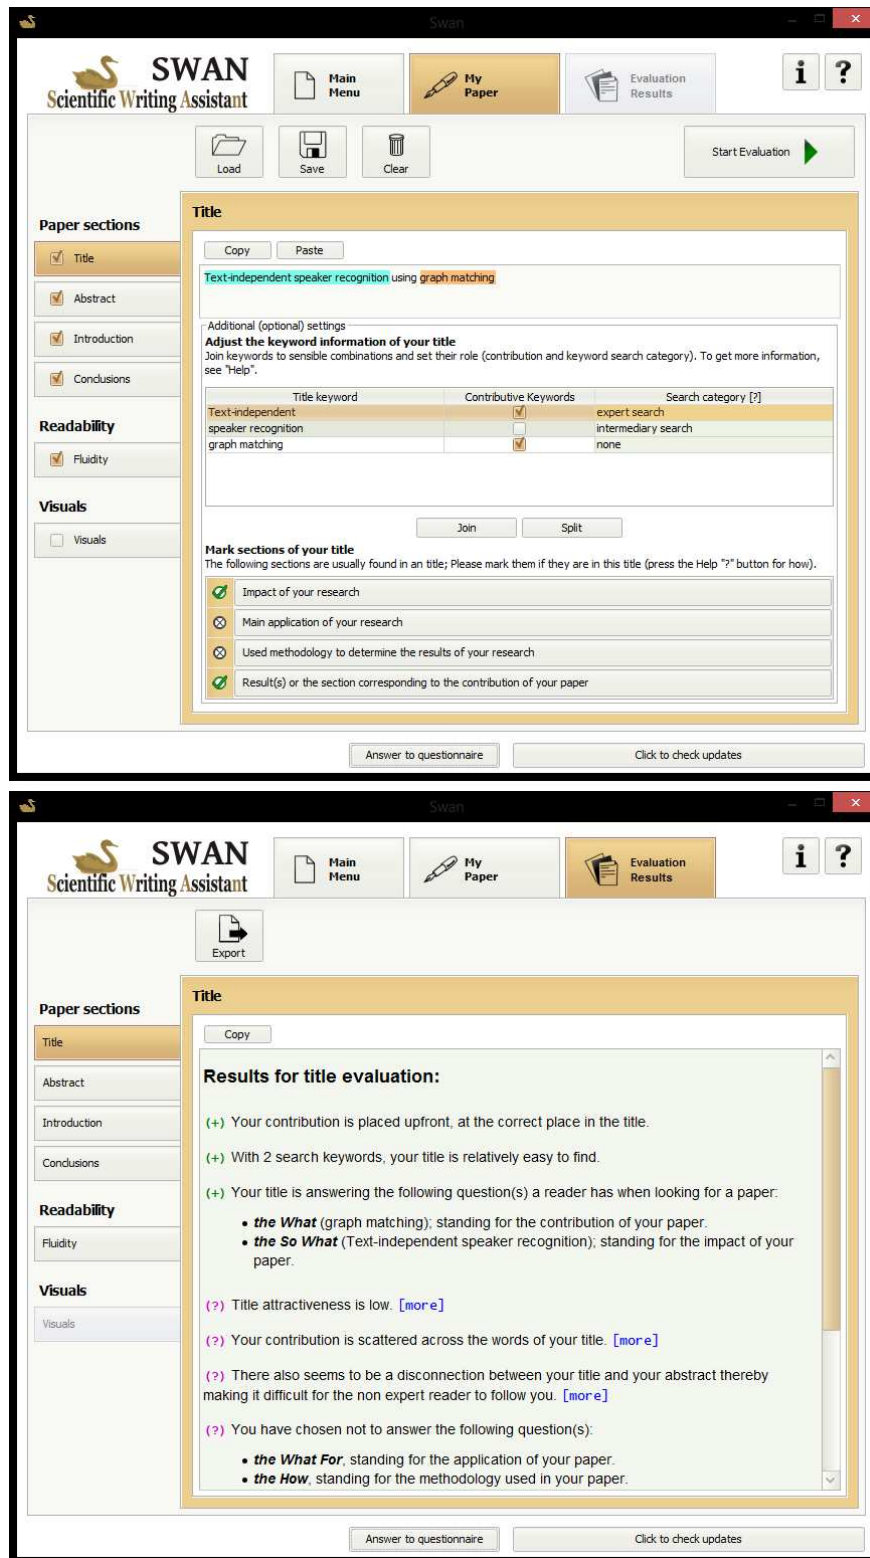 Swan
SWAN
Scientific Writing Assistant
Main
Menu
My
Paper
Evaluation
Results
i ?
Load
Save
Clear
Start Evaluation
Paper sections
Title
Abstract
Introduction
Conclusions
Readability
Fluidity
Visuals
Visuals
Title
Copy
Paste
Text-independent speaker recognition using graph matching
Additional (optional) settings
Adjust the keyword information of your title
Join keywords to sensible combinations and set their role (contribution and keyword search category). To get more information,
see "Help".
Title keyword Contributive Keywords Search category [?]
Text-independent expert search
speaker recognition intermediary search
graph matching none
Join
Split
Mark sections of your title
The following sections are usually found in an title; Please mark them if they are in this title (press the Help "?" button for how).
Impact of your research
Main application of your research
Used methodology to determine the results of your research
Result(s) or the section corresponding to the contribution of your paper
Answer to questionnaire
Click to check updates
Swan
SWAN
Scientific Writing Assistant
Main
Menu
My
Paper
Evaluation
Results
i ?
Export
Paper sections
Title
Abstract
Introduction
Conclusions
Readability
Fluidity
Visuals
Visuals
Title
Copy
Results for title evaluation:
(+) Your contribution is placed upfront, at the correct place in the title.
(+) With 2 search keywords, your title is relatively easy to find.
(+) Your title is answering the following question(s) a reader has when looking for a paper:
• the What (graph matching); standing for the contribution of your paper.
• the So What (Text-independent speaker recognition); standing for the impact of your
paper.
(?) Title attractiveness is low. [more]
(?) Your contribution is scattered across the words of your title. [more]
(?) There also seems to be a disconnection between your title and your abstract thereby
making it difficult for the non expert reader to follow you. [more]
(?) You have chosen not to answer the following question(s):
• the What For, standing for the application of your paper.
• the How, standing for the methodology used in your paper.
Answer to questionnaire
Click to check updates